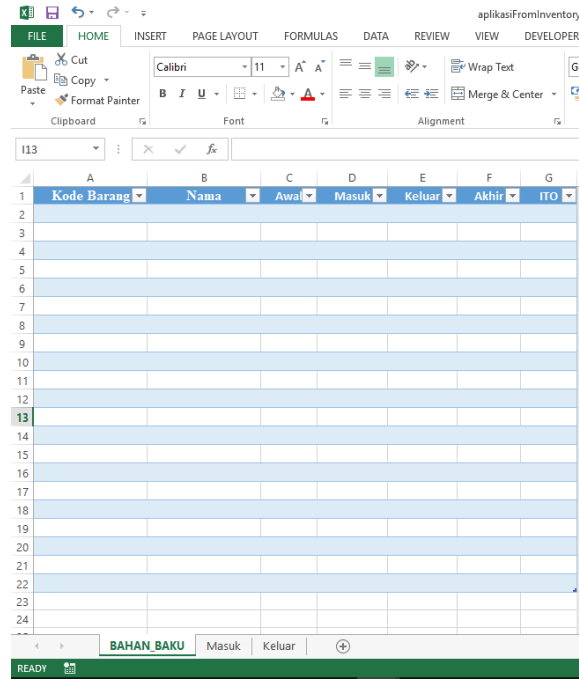 aplikasiFromInventory
FILE HOME INSERT PAGE LAYOUT FORMULAS DATA REVIEW VIEW DEVELOPER
Cut
Copy
Format Painter
Paste
Clipboard
Calibri 11
B I U A
Font
Wrap Text
Merge & Center
Alignment
I13 fx
A B C D E F G
1 Kode Barang Nama Awal Masuk Keluar Akhir ITO
2
3
4
5
6
7
8
9
10
11
12
13
14
15
16
17
18
19
20
21
22
23
24
BAHAN_BAKU Masuk Keluar
READY